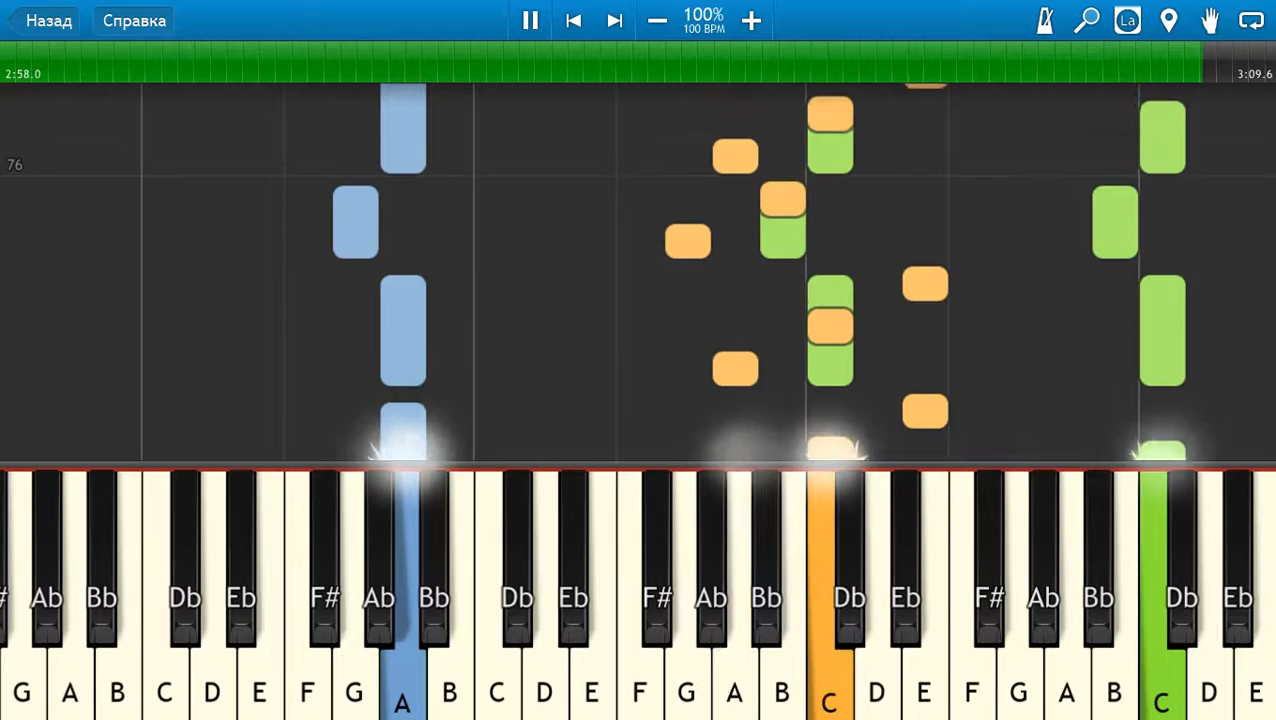 Назад Справка 100% La
100 BPM
2:58.0 3:09.6
76
# Ab Bb Db Eb F# Ab Bb Db Eb F# Ab Bb Db Eb F# Ab Bb Db Eb
G A B C D E F G A B C D E F G A B C D E F G A B C D E